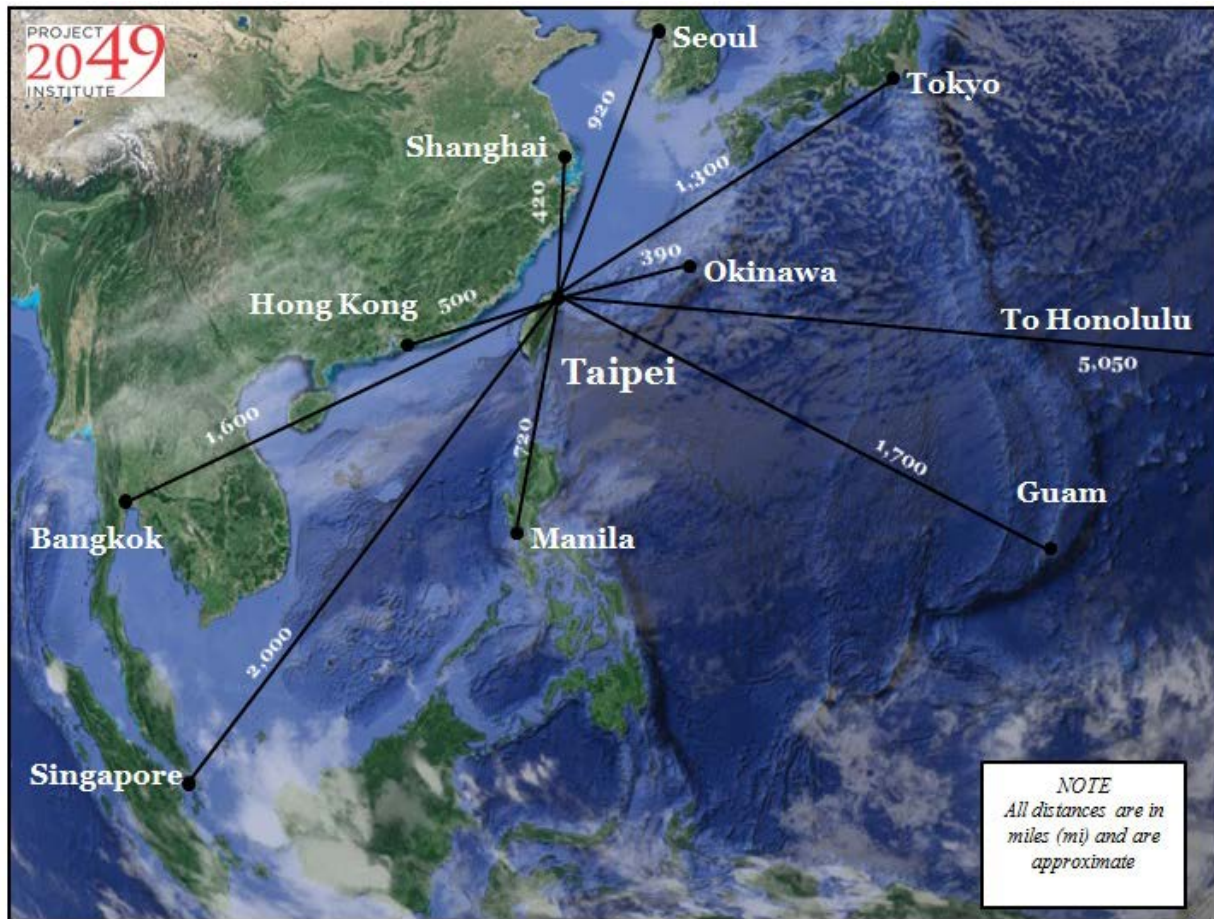 PROJECT
2049
INSTITUTE
Seoul
Tokyo
920
Shanghai
1,300
420
390
Okinawa
Hong Kong
500
To Honolulu
5,050
Taipei
1,600
720
1,700
Guam
Bangkok
Manila
2,000
Singapore
NOTE
All distances are in
miles (mi) and are
approximate